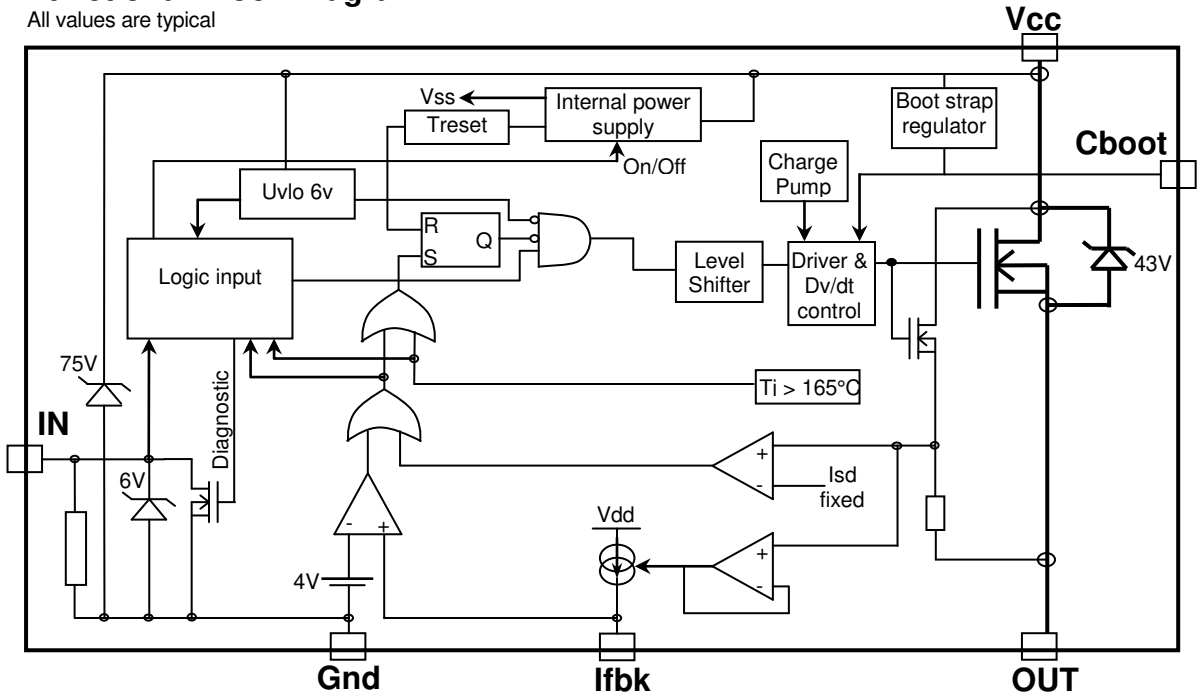 All values are typical
Vcc
Vss
Internal power
supply
Treset
Boot strap
regulator
Cboot
On/Off
Charge
Pump
Uvlo 6v
R
Q
S
Logic input
Level
Shifter
Driver &
Dv/dt
control
43V
75V
Ti > 165°C
IN
Diagnostic
6V
+
-
Isd
fixed
- +
Vdd
+
-
4V
Gnd
Ifbk
OUT